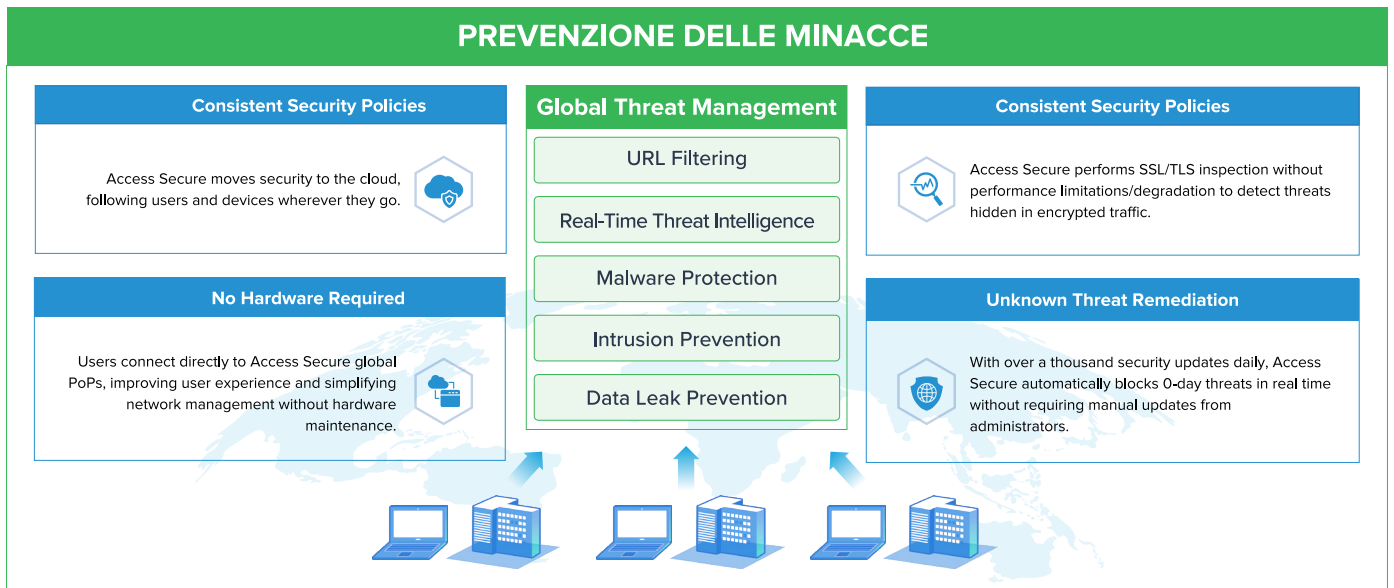 PREVENZIONE DELLE MINACCE
Consistent Security Policies
Access Secure moves security to the cloud,
following users and devices wherever they go.
No Hardware Required
Users connect directly to Access Secure global
PoPs, improving user experience and simplifying
network management without hardware
maintenance.
Global Threat Management
URL Filtering
Real-Time Threat Intelligence
Malware Protection
Intrusion Prevention
Data Leak Prevention
Consistent Security Policies
Access Secure performs SSL/TLS inspection without
performance limitations/degradation to detect threats
hidden in encrypted traffic.
Unknown Threat Remediation
With over a thousand security updates daily, Access
Secure automatically blocks 0-day threats in real time
without requiring manual updates from
administrators.